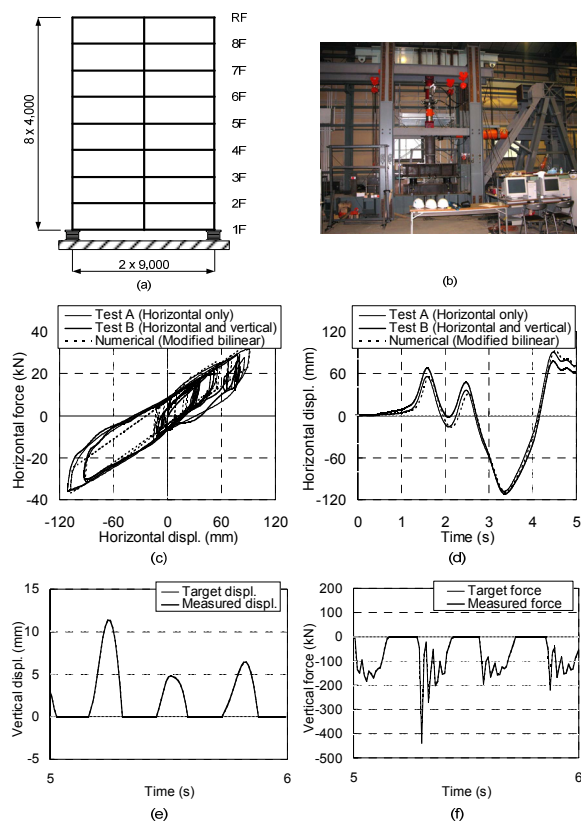 RF
8F
7F
6F
5F
4F
3F
2F
1F
8 x 4,000
2 x 9,000
(a)
(b)
Test A (Horizontal only)
Test B (Horizontal and vertical)
Numerical (Modified bilinear)
Horizontal force (kN)
40
20
0
-20
-40
-120
-60
0
60
120
Horizontal displ. (mm)
(c)
Test A (Horizontal only)
Test B (Horizontal and vertical)
Numerical (Modified bilinear)
Horizontal displ. (mm)
120
60
0
-60
-120
0
1
2
3
4
5
Time (s)
(d)
Target displ.
Measured displ.
Vertical displ. (mm)
15
10
5
0
-5
5
6
Time (s)
(e)
Target force
Measured force
Vertical force (kN)
200
100
0
-100
-200
-300
-400
-500
5
6
Time (s)
(f)